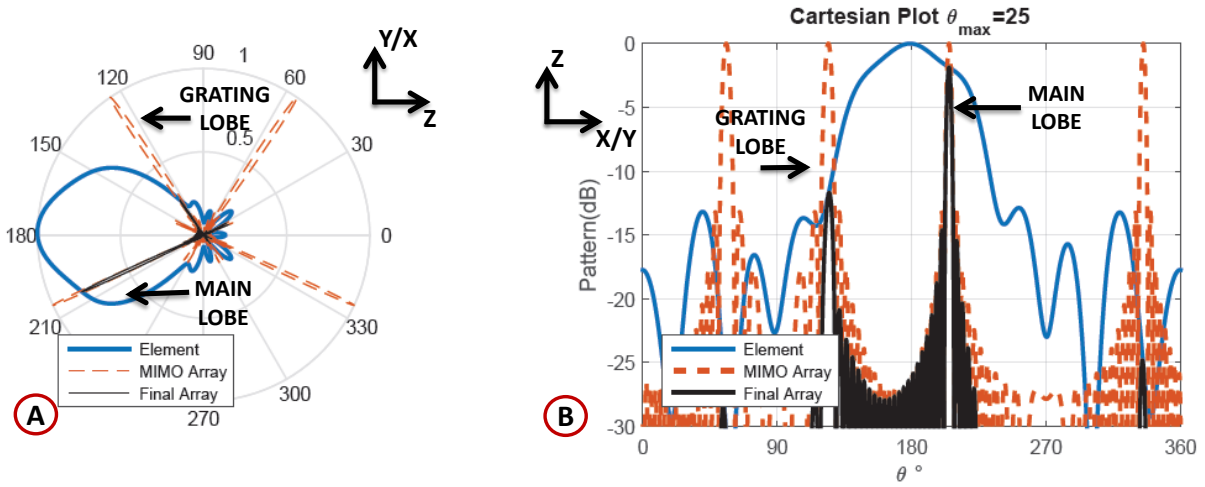 Y/X
Z
90
1
120
60
GRATING
LOBE
0.5
150
30
180
0
MAIN
LOBE
210
330
300
270
Element
MIMO Array
Final Array
A
Cartesian Plot θmax=25
Z
X/Y
0
-5
-10
-15
-20
-25
-30
Pattern(dB)
GRATING
LOBE
MAIN
LOBE
Element
MIMO Array
Final Array
0
90
180
270
360
θ °
B